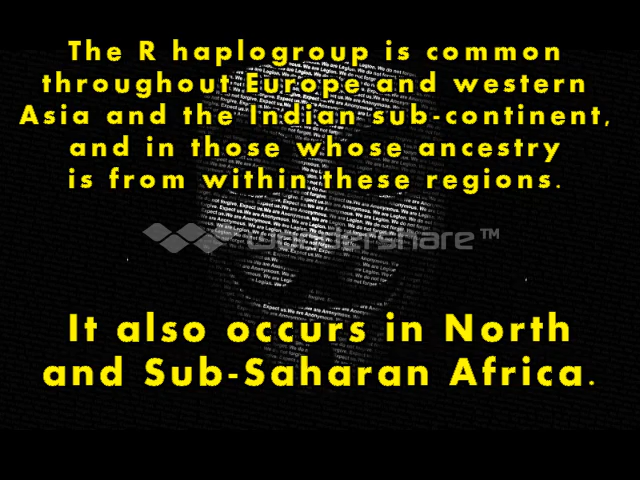 The R haplogroup is common
throughout Europe and western
Asia and the Indian sub-continent,
and in those whose ancestry
is from within these regions.
wondershare™
It also occurs in North
and Sub-Saharan Africa.